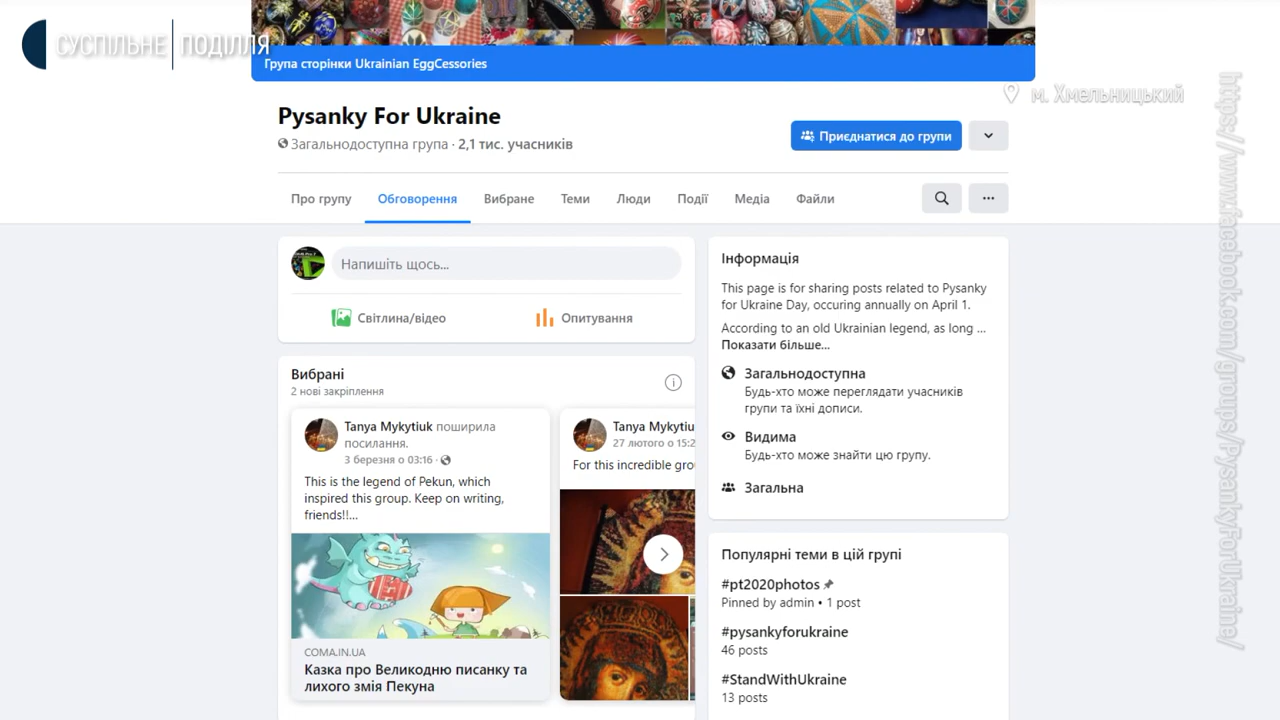 СУСПІЛЬНЕ ПОДІЛЛЯ
Група сторінки Ukrainian EggCessories
м. Хмельницький
https://www.facebook.com/groups/PysankyForUkraine/
Pysanky For Ukraine
Загальнодоступна група · 2,1 тис. учасників
Приєднатися до групи
Про групу Обговорення Вибране Теми Люди Події Медіа Файли
Напишіть щось...
Світлина/відео Опитування
Вибрані
2 нові закріплення
Tanya Mykytiuk поширила
посилання.
3 березня о 03:16 ·
This is the legend of Pekun, which
inspired this group. Keep on writing,
friends!!...
COMA.IN.UA
Казка про Великодню писанку та
лихого змія Пекуна
Tanya Mykytiu
27 лютого о 15:2
For this incredible gro
Інформація
This page is for sharing posts related to Pysanky
for Ukraine Day, occuring annually on April 1.
According to an old Ukrainian legend, as long ...
Показати більше...
Загальнодоступна
Будь-хто може переглядати учасників
групи та їхні дописи.
Видима
Будь-хто може знайти цю групу.
Загальна
Популярні теми в цій групі
#pt2020photos
Pinned by admin • 1 post
#pysankyforukraine
46 posts
#StandWithUkraine
13 posts